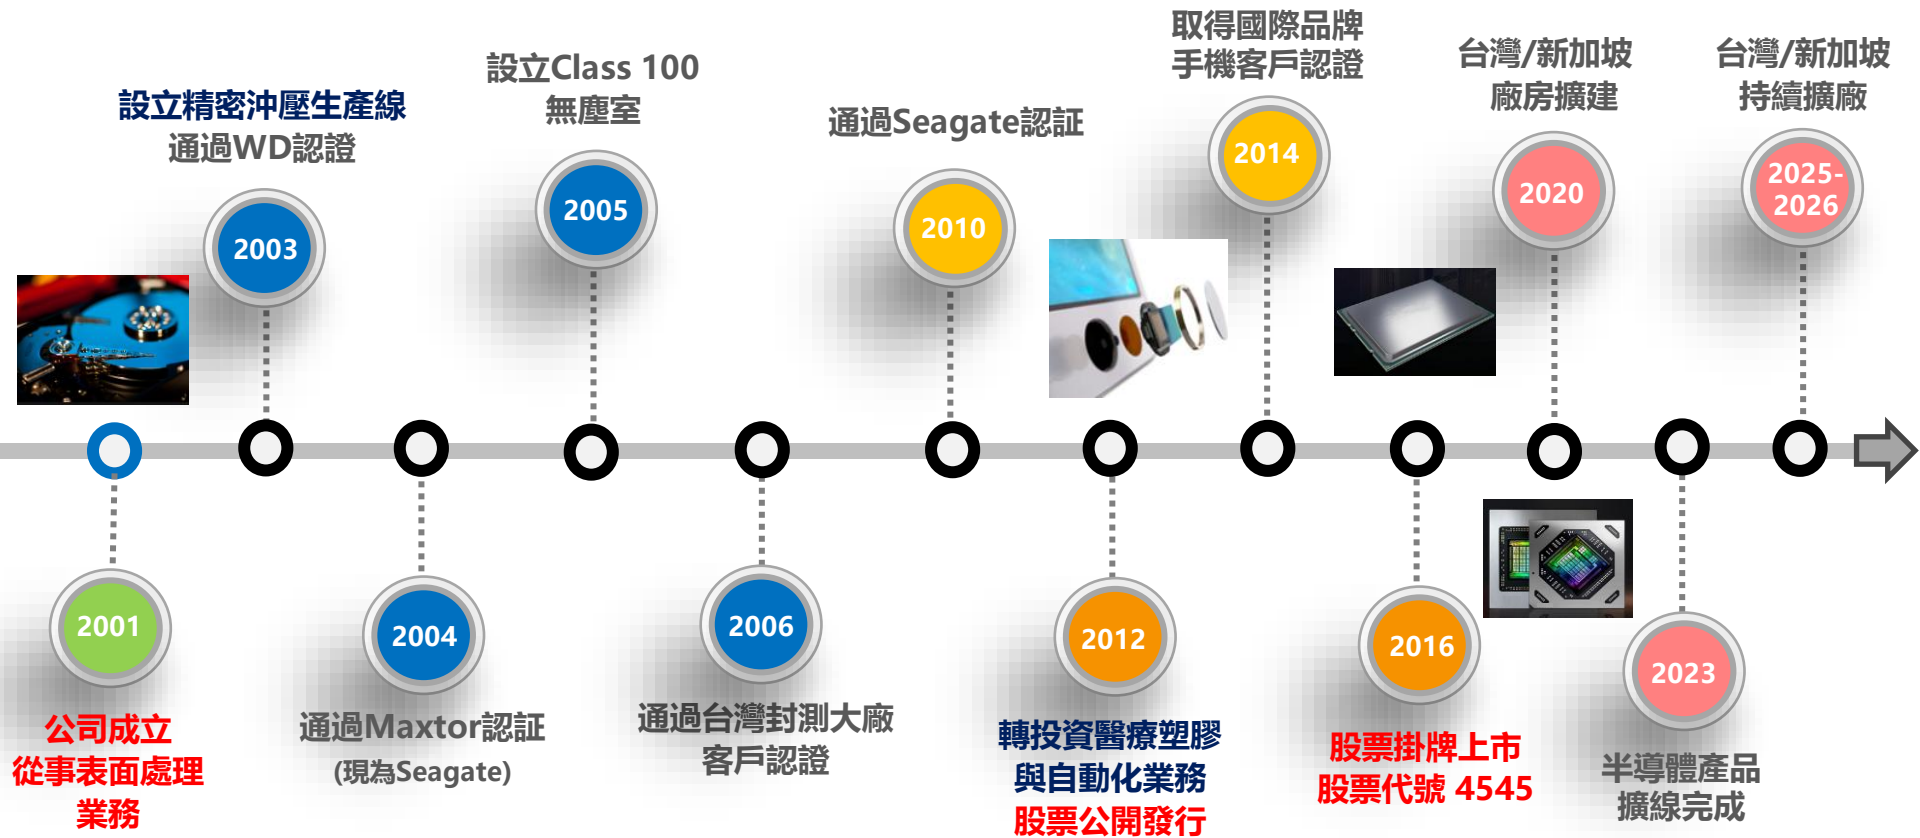 2001
公司成立
從事表面處理
業務
設立精密沖壓生產線
通過WD認證
2003
2004
通過Maxtor認証
(現為Seagate)
設立Class 100
無塵室
2005
2006
通過台灣封測大廠
客戶認證
通過Seagate認証
2010
2012
轉投資醫療塑膠
與自動化業務
股票公開發行
取得國際品牌
手機客戶認證
2014
2016
股票掛牌上市
股票代號 4545
台灣/新加坡
廠房擴建
2020
2023
半導體產品
擴線完成
台灣/新加坡
持續擴廠
2025-
2026